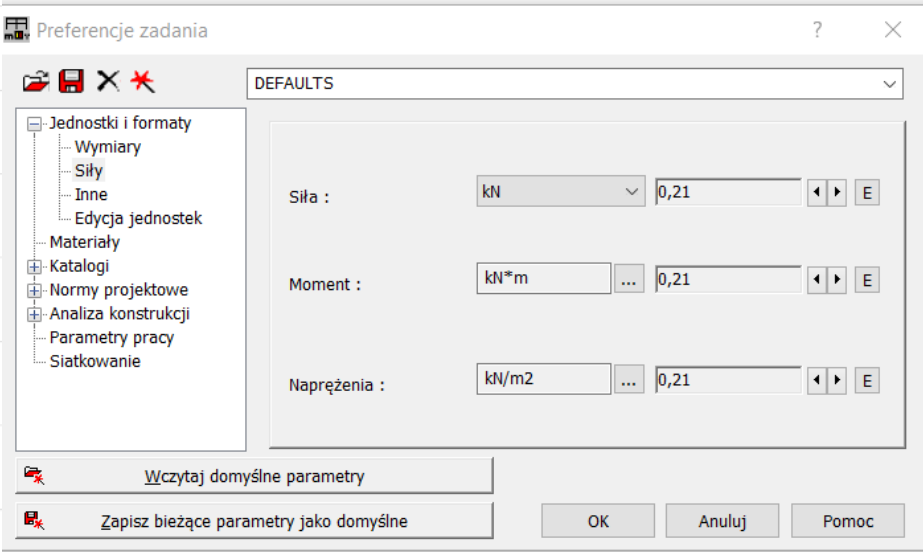 Preferencje zadania
DEFAULTS
Jednostki i formaty
Wymiary
Siły
Inne
Edycja jednostek
Materiały
Katalogi
Normy projektowe
Analiza konstrukcji
Parametry pracy
Siatkowanie
Siła : kN 0,21 E
Moment : kN*m ... 0,21 E
Naprężenia : kN/m2 ... 0,21 E
Wczytaj domyślne parametry
Zapisz bieżące parametry jako domyślne
OK Anuluj Pomoc